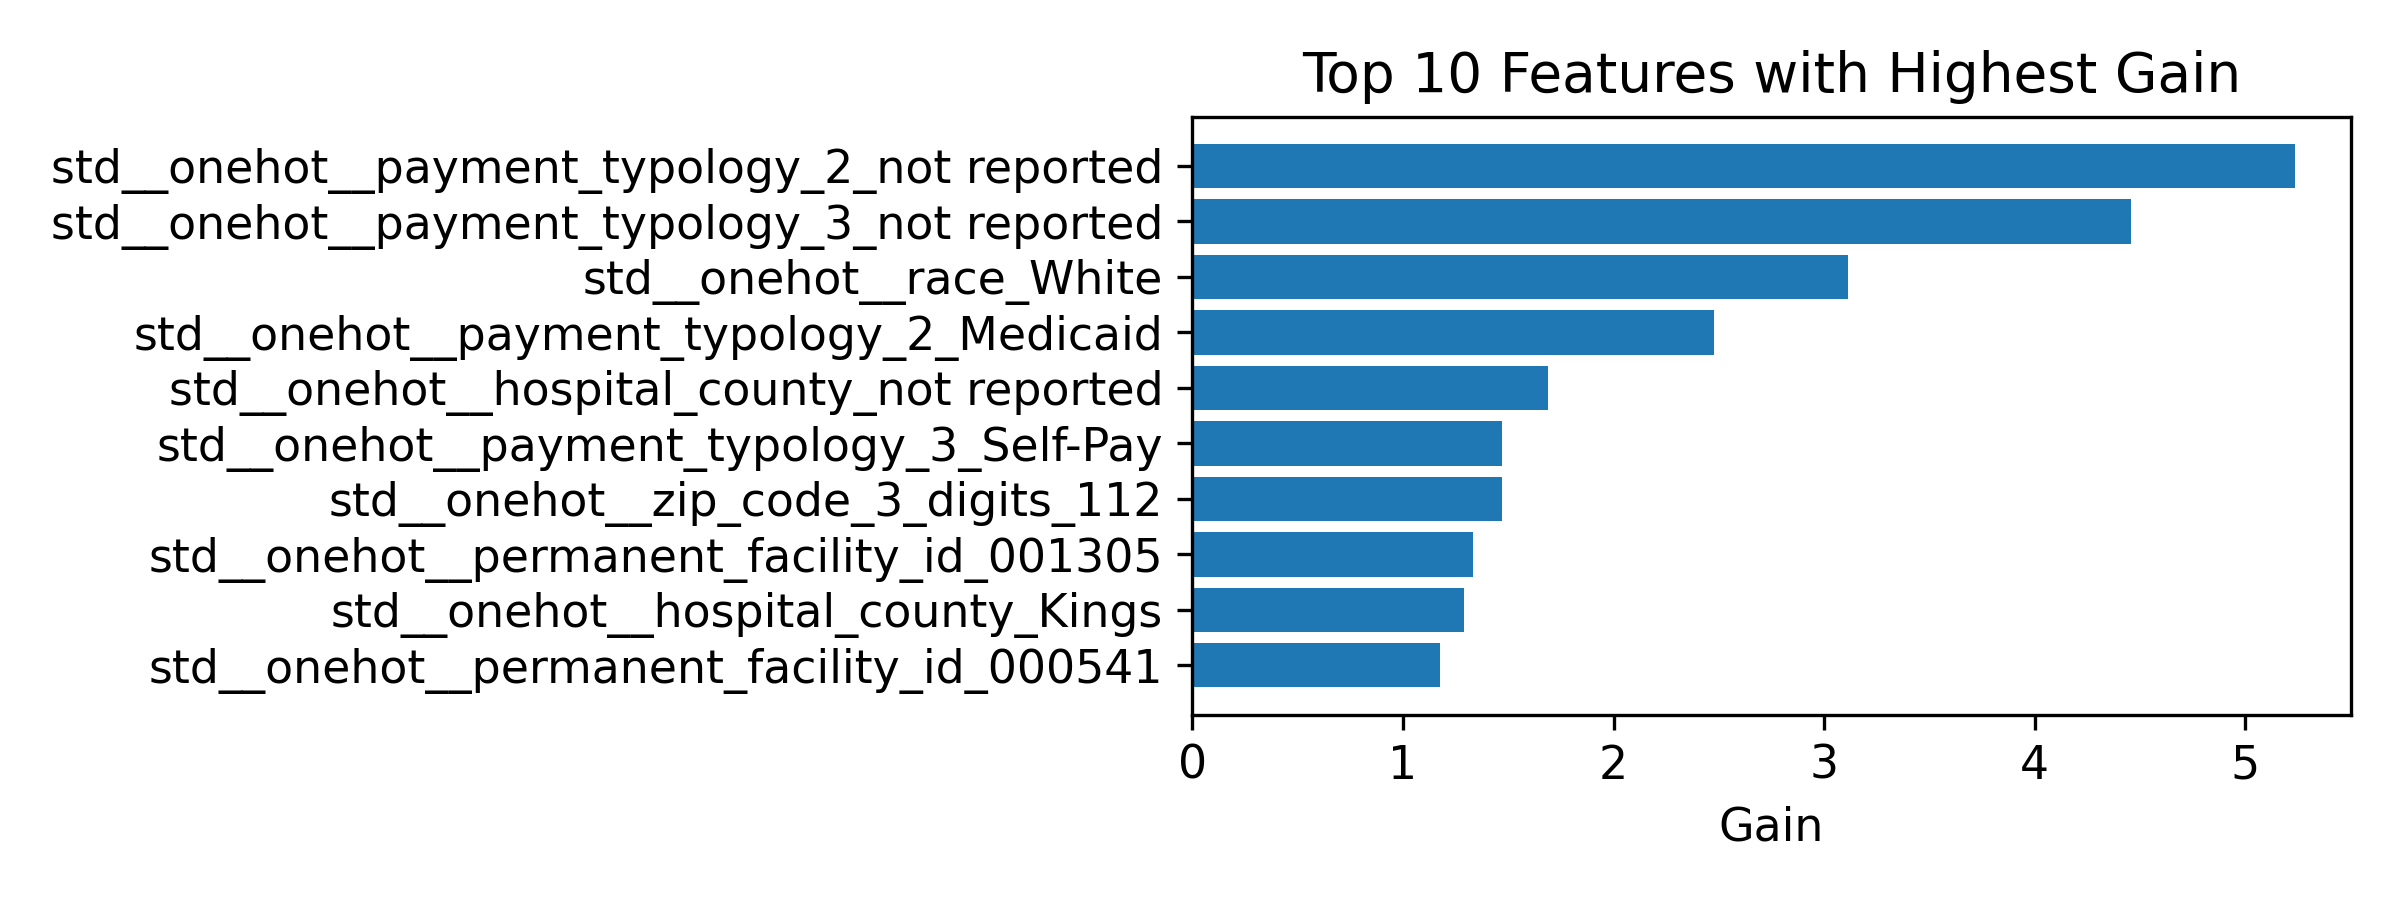 Top 10 Features with Highest Gain
std__onehot__payment_typology_2_not reported
std__onehot__payment_typology_3_not reported
std__onehot__race_White
std__onehot__payment_typology_2_Medicaid
std__onehot__hospital_county_not reported
std__onehot__payment_typology_3_Self-Pay
std__onehot__zip_code_3_digits_112
std__onehot__permanent_facility_id_001305
std__onehot__hospital_county_Kings
std__onehot__permanent_facility_id_000541
0 1 2 3 4 5
Gain